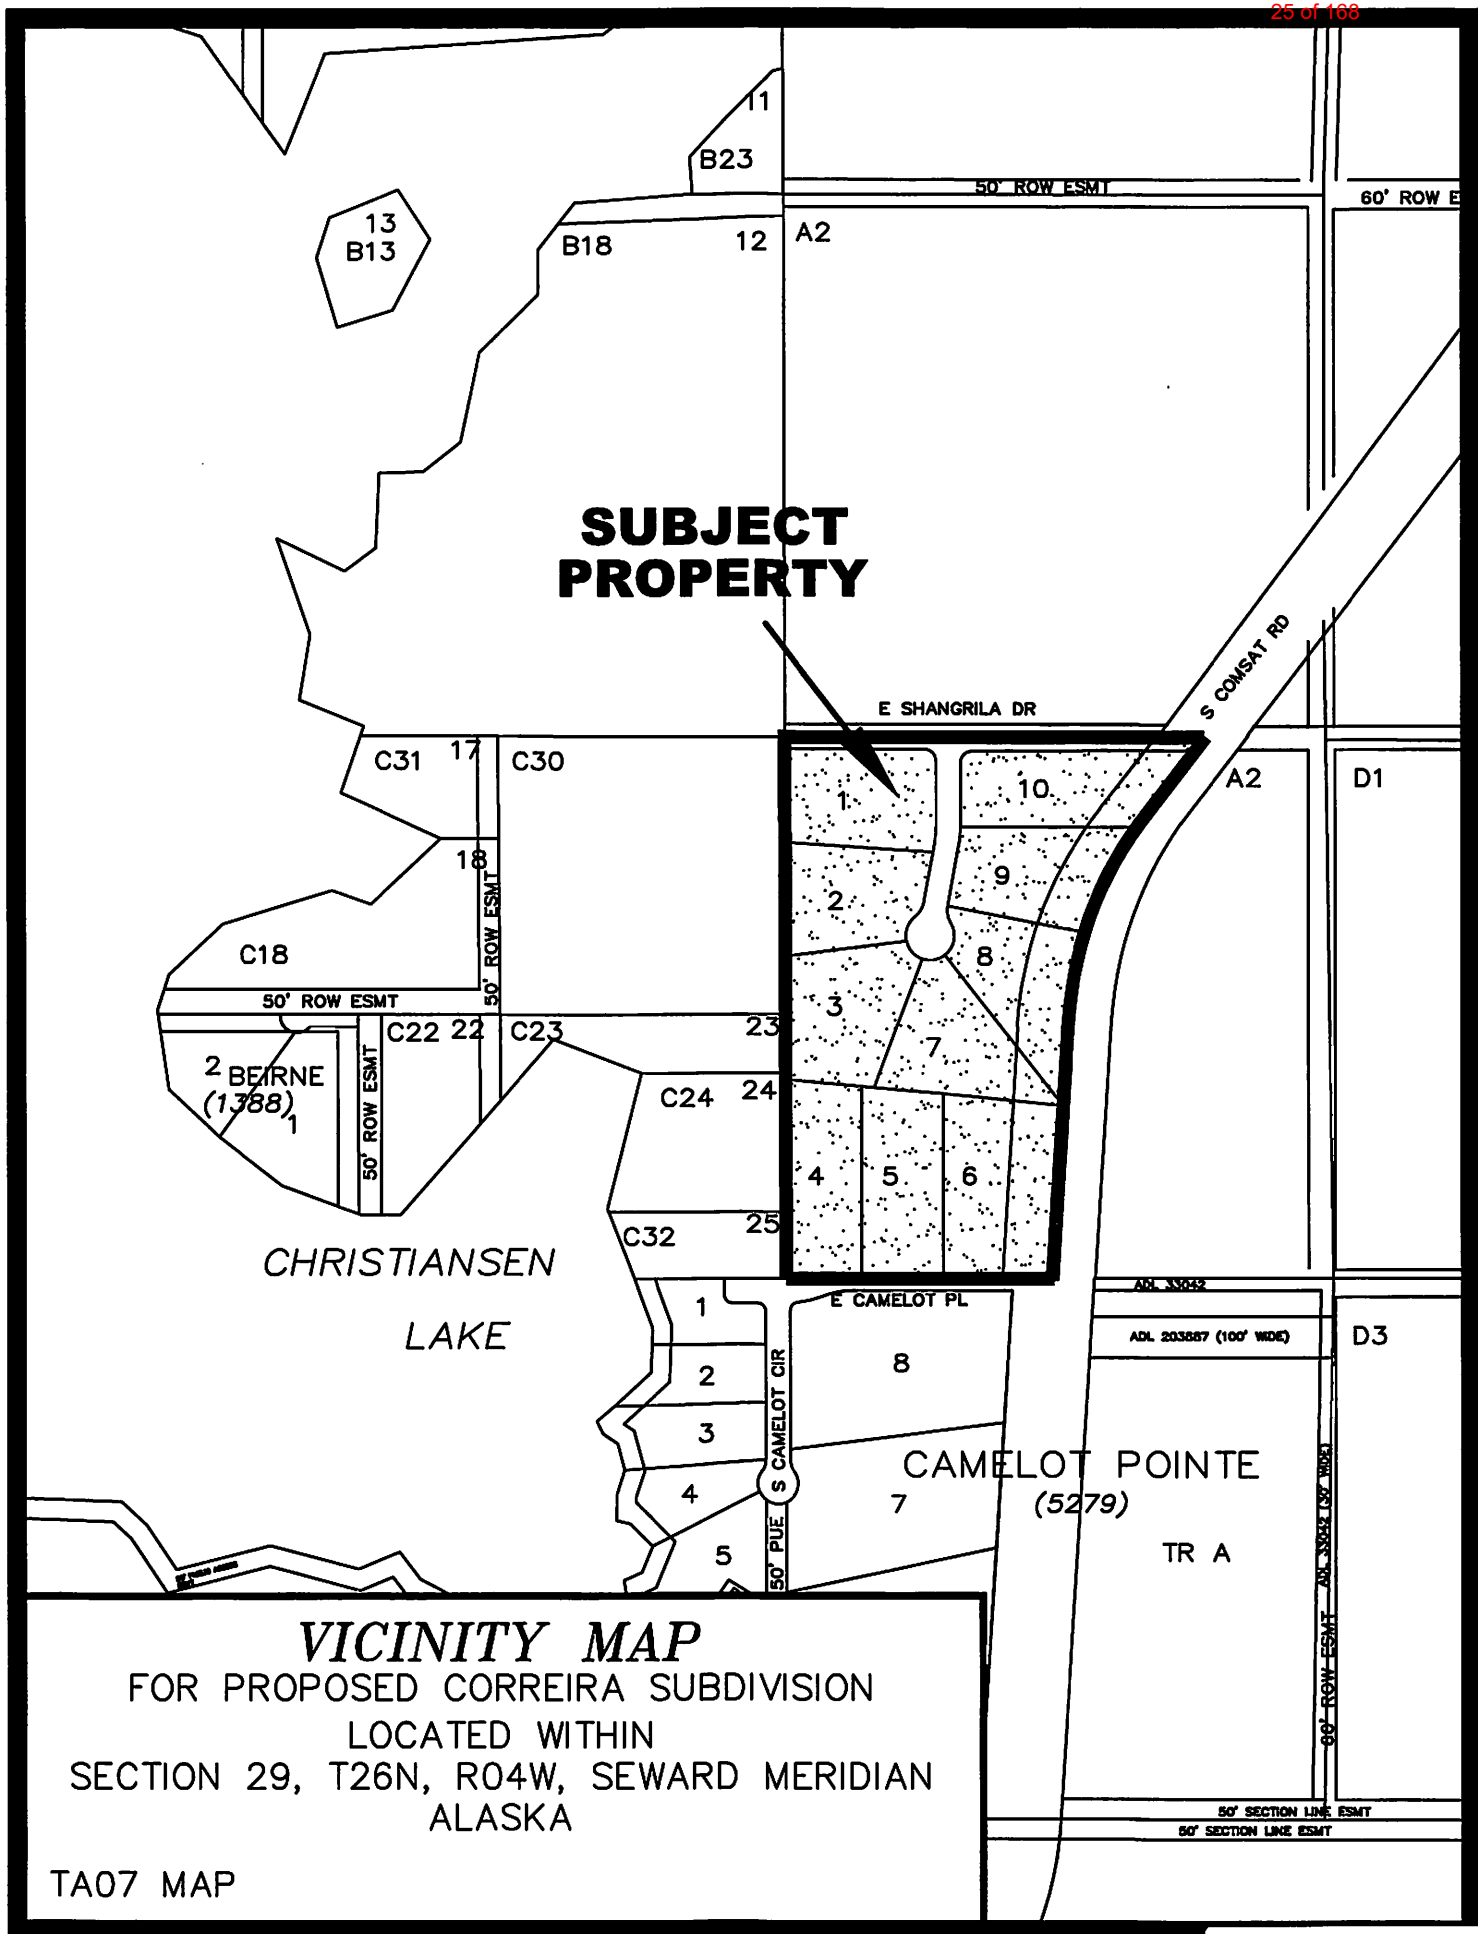 25 of 168
11
B23
50' ROW ESMT
60' ROW E
13
B13
B18
12
A2
SUBJECT
PROPERTY
S COMSAT RD
E SHANGRILA DR
C31
17
C30
1
10
A2
D1
18
2
9
50' ROW ESMT
C18
8
50' ROW ESMT
3
C22
22
C23
23
7
2
BEIRNE
(1388)
1
50' ROW ESMT
C24
24
4
5
6
C32
25
CHRISTIANSEN
LAKE
1
E CAMELOT PL
ADL 33042
ADL 203887 (100' WIDE)
D3
2
8
S CAMELOT CIR
3
CAMELOT POINTE
(5279)
4
7
ADL 33042 (30' WIDE)
5
50' PUE
TR A
60' ROW ESMT
VICINITY MAP
FOR PROPOSED CORREIRA SUBDIVISION
LOCATED WITHIN
SECTION 29, T26N, R04W, SEWARD MERIDIAN
ALASKA
50' SECTION LINE ESMT
50' SECTION LINE ESMT
TA07 MAP